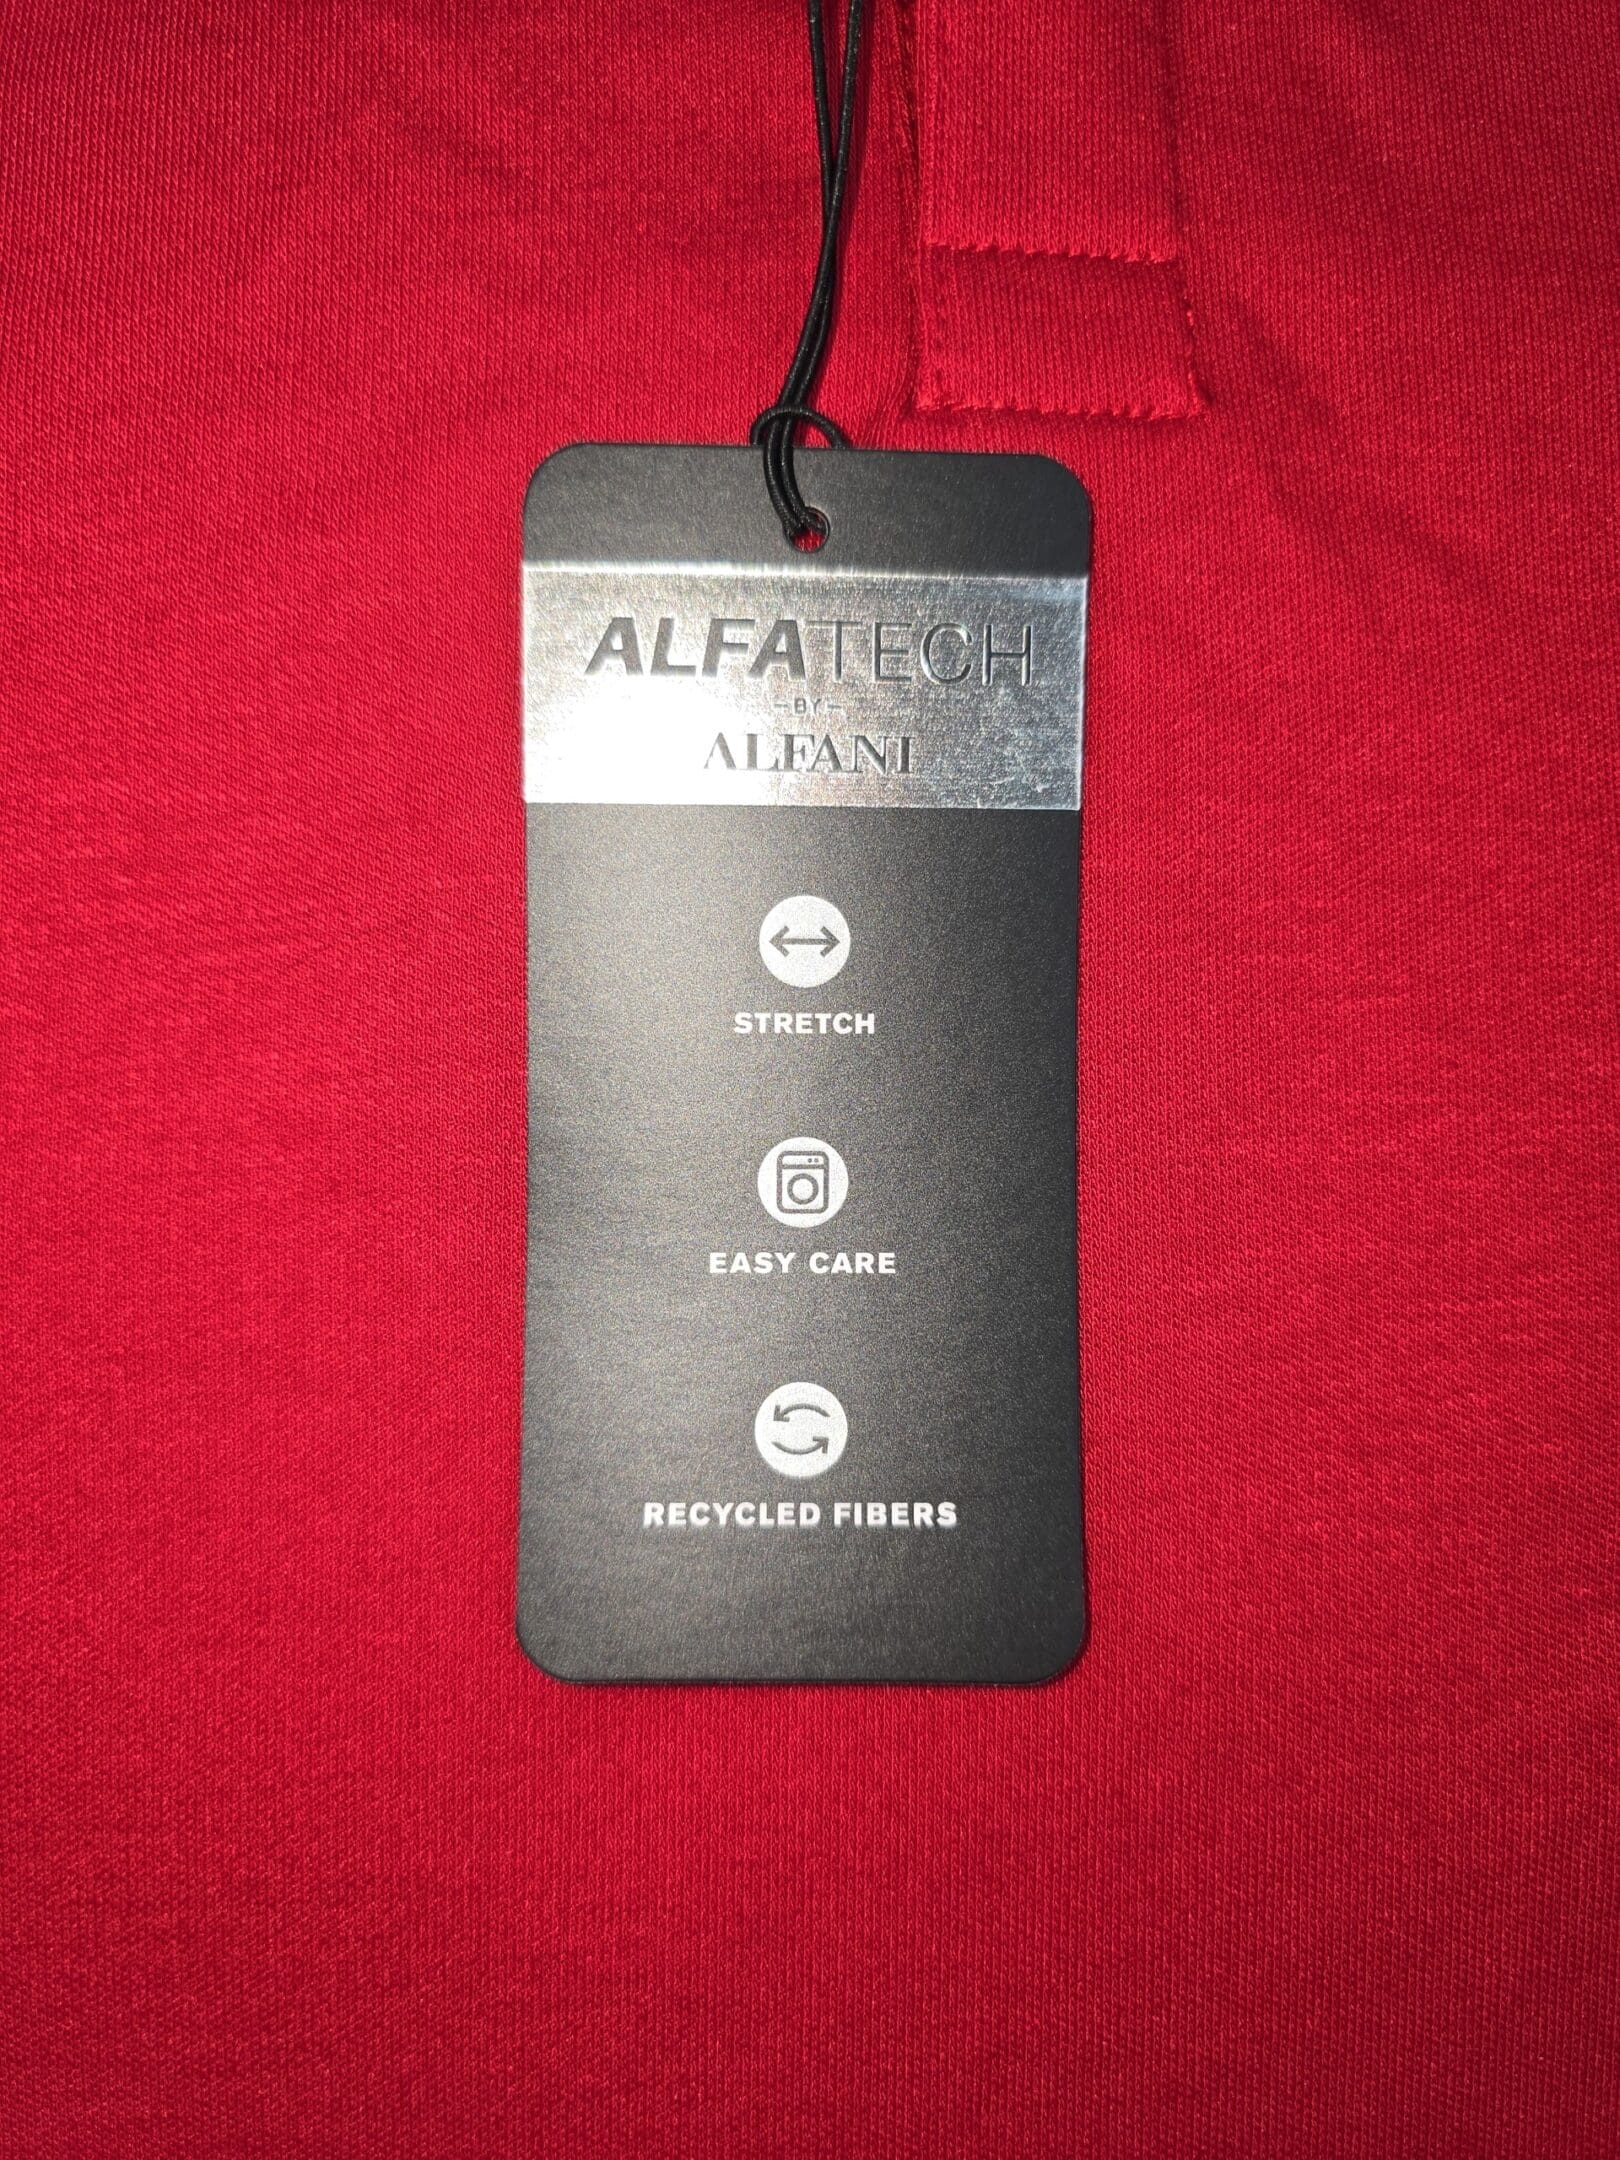 ALFATECH
-BY-
ALFANI
STRETCH
EASY CARE
RECYCLED FIBERS